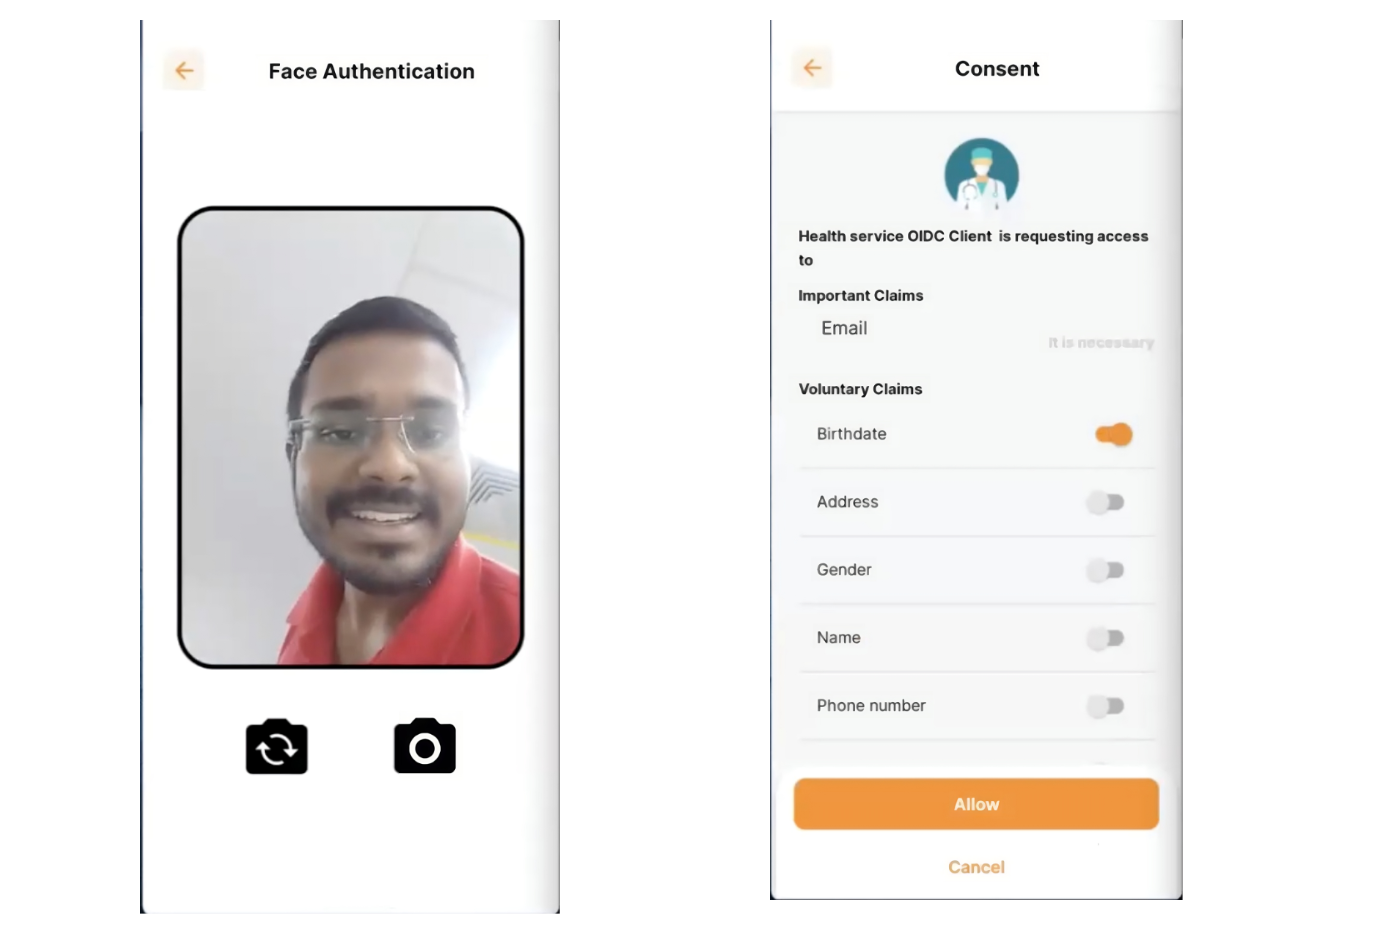 Face Authentication
Consent
Health service OIDC Client is requesting access
to
Important Claims
Email
It is necessary
Voluntary Claims
Birthdate
Address
Gender
Name
Phone number
Allow
Cancel